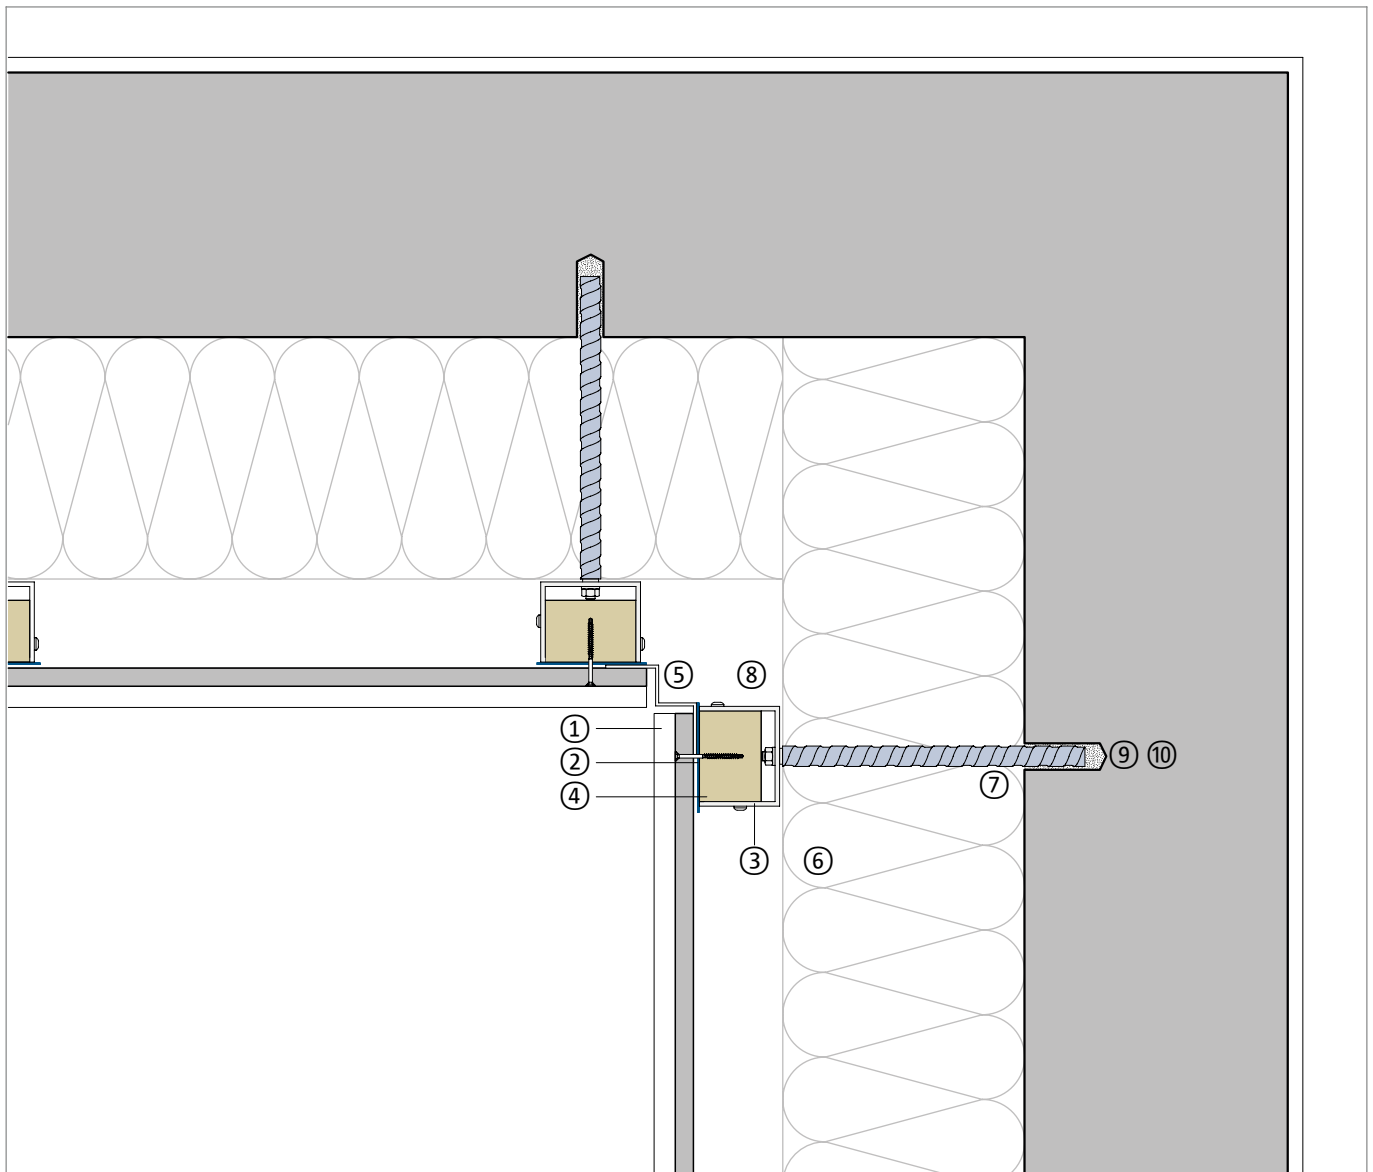 ⑤ ⑧
①
② ⑨ ⑩
④ ⑦
③ ⑥